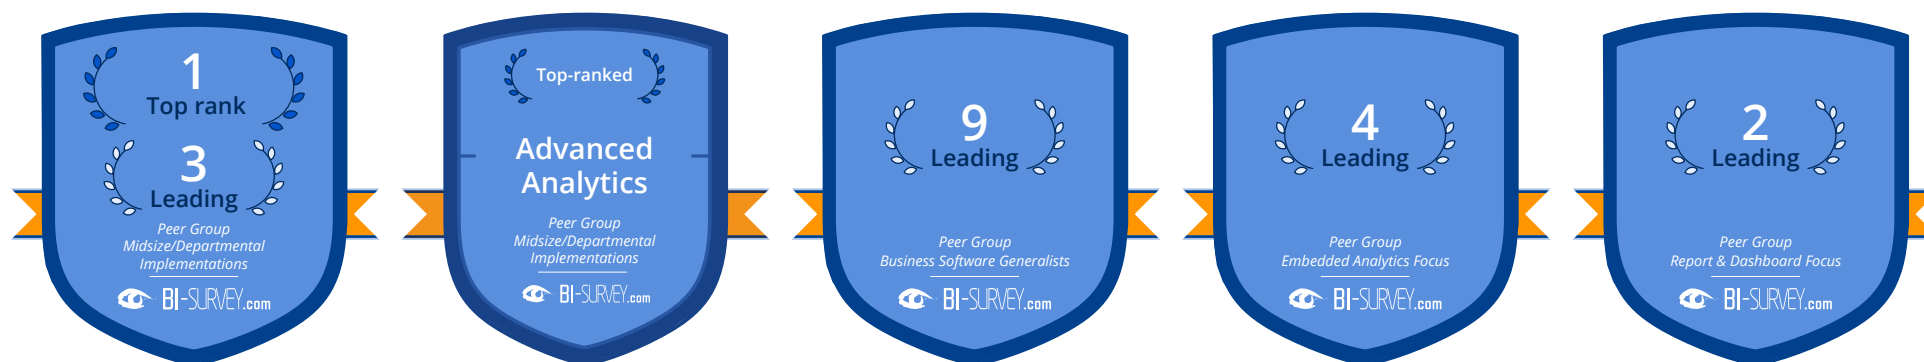 1
Top rank
3
Leading
Peer Group
Midsize/Departmental
Implementations
BI-SURVEY.com
Top-ranked
Advanced
Analytics
Peer Group
Midsize/Departmental
Implementations
BI-SURVEY.com
9
Leading
Peer Group
Business Software Generalists
BI-SURVEY.com
4
Leading
Peer Group
Embedded Analytics Focus
BI-SURVEY.com
2
Leading
Peer Group
Report & Dashboard Focus
BI-SURVEY.com